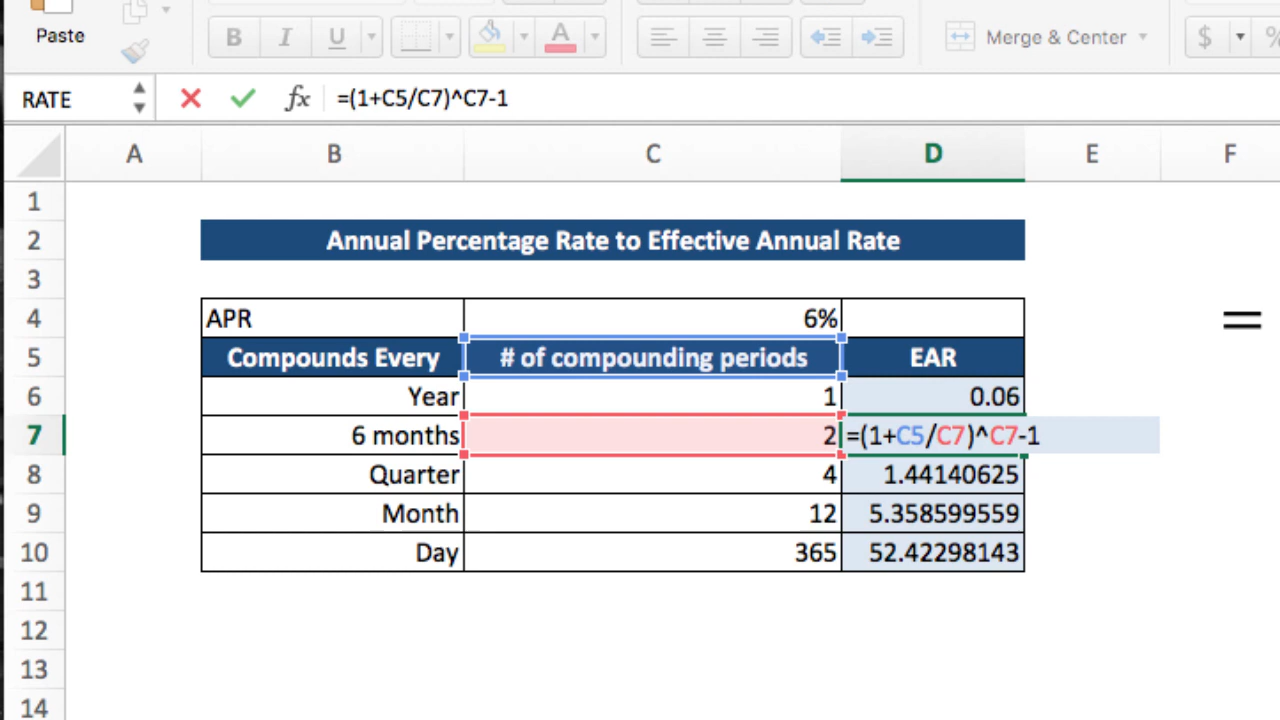 Paste
B I U A
Merge & Center
$ %
RATE
fx
=(1+C5/C7)^C7-1
A B C D E F
1
2 Annual Percentage Rate to Effective Annual Rate
3
4 APR 6%
=
5 Compounds Every # of compounding periods EAR
6 Year 1 0.06
7 6 months 2 =(1+C5/C7)^C7-1
8 Quarter 4 1.44140625
9 Month 12 5.358599559
10 Day 365 52.42298143
11
12
13
14